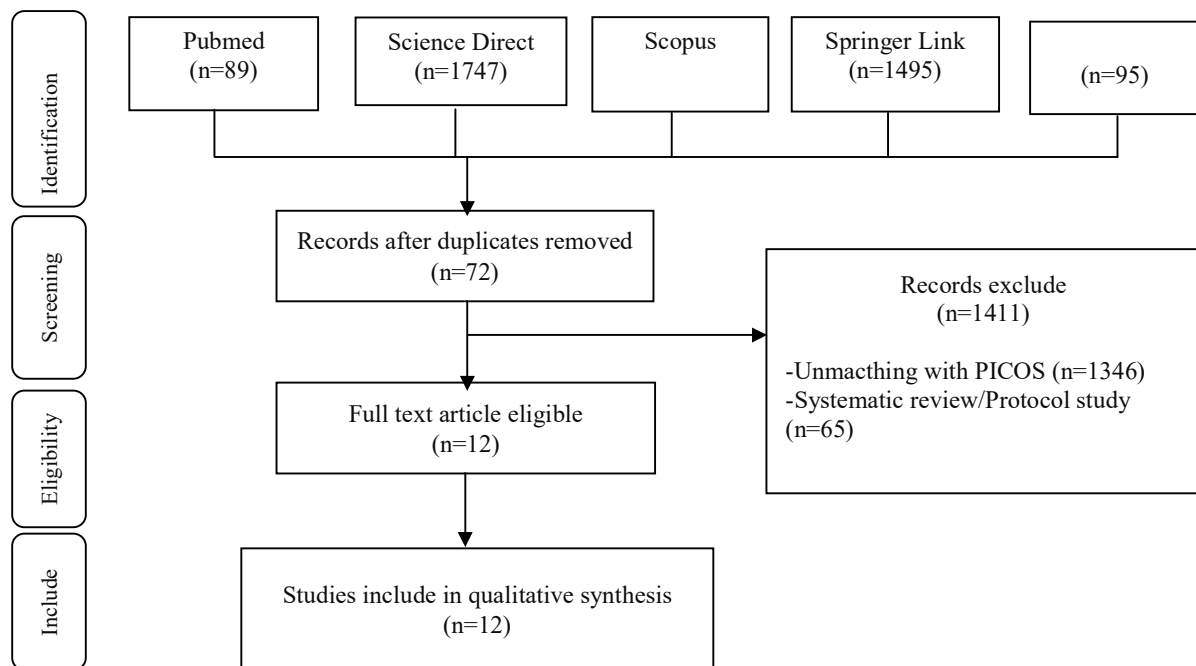 Identification
Pubmed
(n=89)
Science Direct
(n=1747)
Scopus
Springer Link
(n=1495)
(n=95)
Screening
Records after duplicates removed
(n=72)
Records exclude
(n=1411)
-Unmacthing with PICOS (n=1346)
-Systematic review/Protocol study
(n=65)
Eligibility
Full text article eligible
(n=12)
Include
Studies include in qualitative synthesis
(n=12)